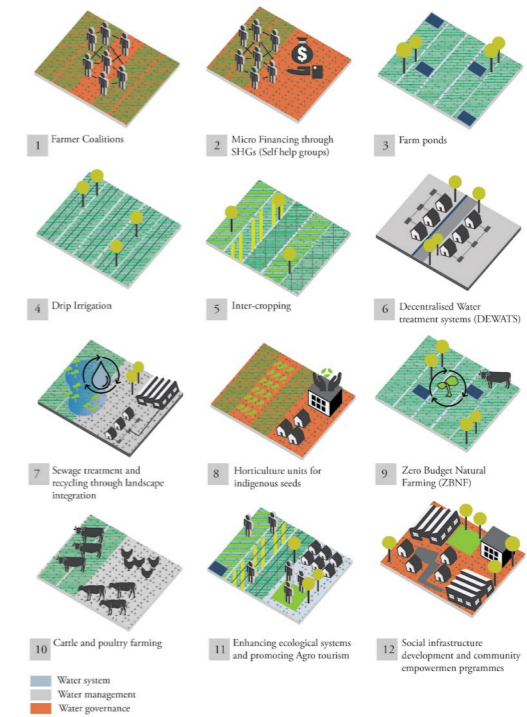 1 Farmer Coalitions
2 Micro Financing through
SHGs (Self help groups)
3 Farm ponds
4 Drip Irrigation
5 Inter-cropping
6 Decentralised Water
treatment systems (DEWATS)
7 Sewage treatment and
recycling through landscape
integration
8 Horticulture units for
indigenous seeds
9 Zero Budget Natural
Farming (ZBNF)
10 Cattle and poultry farming
11 Enhancing ecological systems
and promoting Agro tourism
12 Social infrastructure
development and community
empowermen prgrammes
Water system
Water management
Water governance